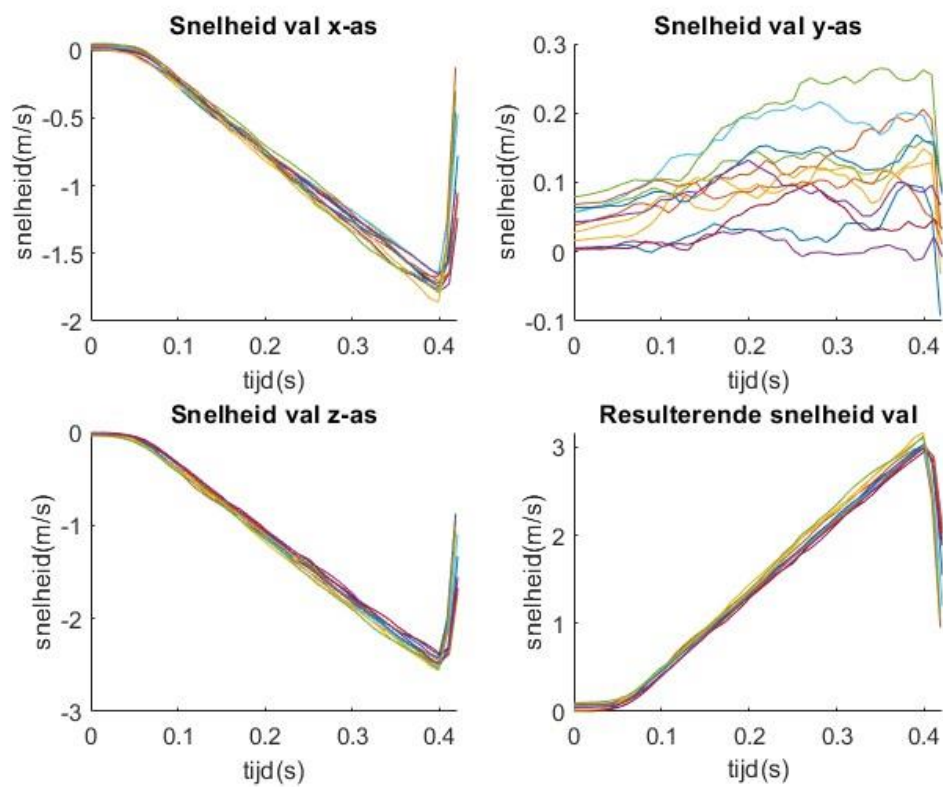 Snelheid val x-as
0
-0.5
-1
-1.5
-2
snelheid(m/s)
0 0.1 0.2 0.3 0.4
tijd(s)
Snelheid val y-as
0.3
0.2
0.1
0
-0.1
snelheid(m/s)
0 0.1 0.2 0.3 0.4
tijd(s)
Snelheid val z-as
0
-1
-2
-3
snelheid(m/s)
0 0.1 0.2 0.3 0.4
tijd(s)
Resulterende snelheid val
3
2
1
0
snelheid(m/s)
0 0.1 0.2 0.3 0.4
tijd(s)